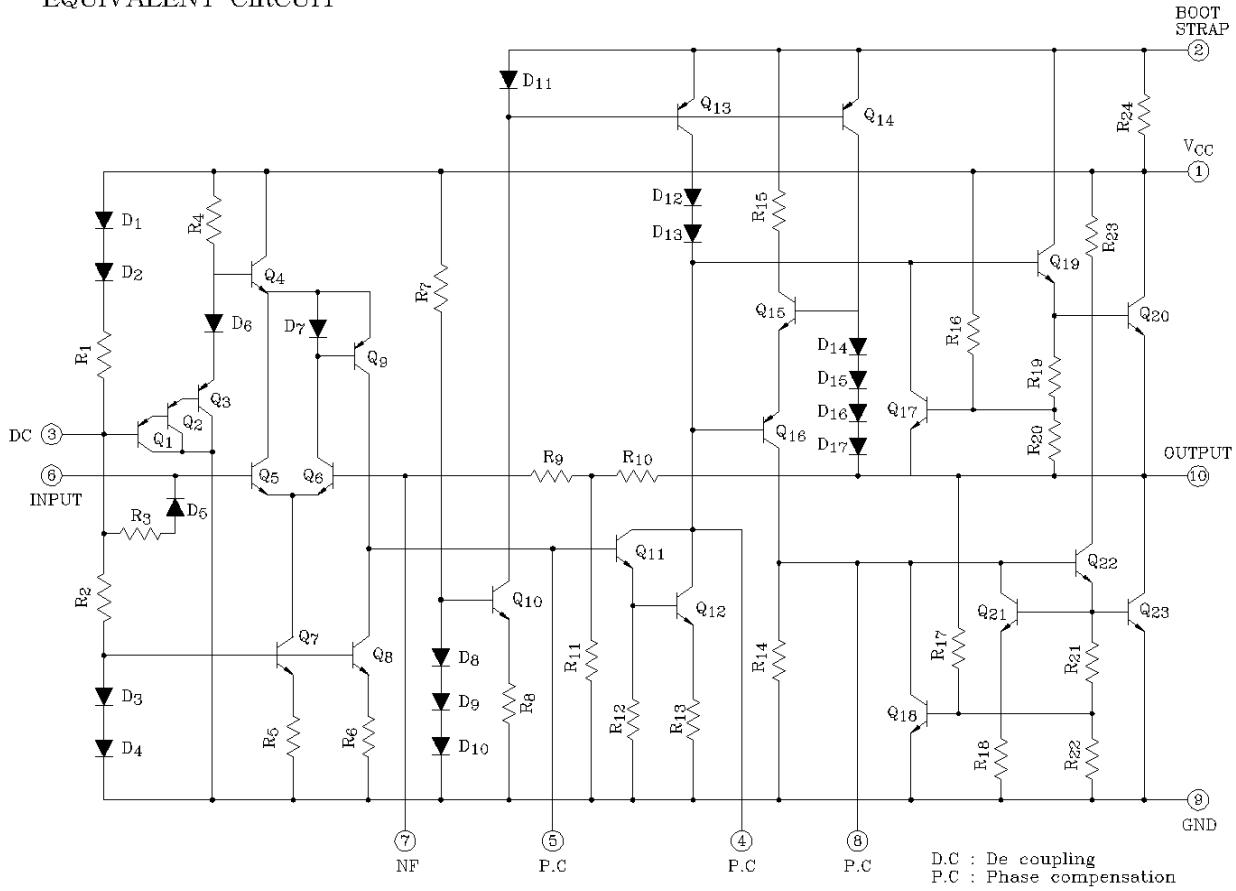 EQUIVALENT CIRCUIT
BOOT
STRAP
2
D11
Q13
Q14
R24
VCC
1
D1
R4
D12
R15
D13
R23
D2
Q4
R7
Q19
D6
D7
Q15
R16
Q20
R1
Q9
D14
D15
R19
Q3
D16
Q17
Q2
DC 3
Q1
Q16
D17
R20
R9
R10
OUTPUT
6
Q5
Q6
10
INPUT
D5
R3
Q11
Q22
R2
Q10
Q12
Q21
Q23
Q7
Q8
D8
R11
R14
R17
R21
D3
D9
R8
R12
R13
Q18
D4
R5
R6
D10
R18
R22
9
GND
7
5
4
8
NF
P.C
P.C
P.C
D.C : De coupling
P.C : Phase compensation